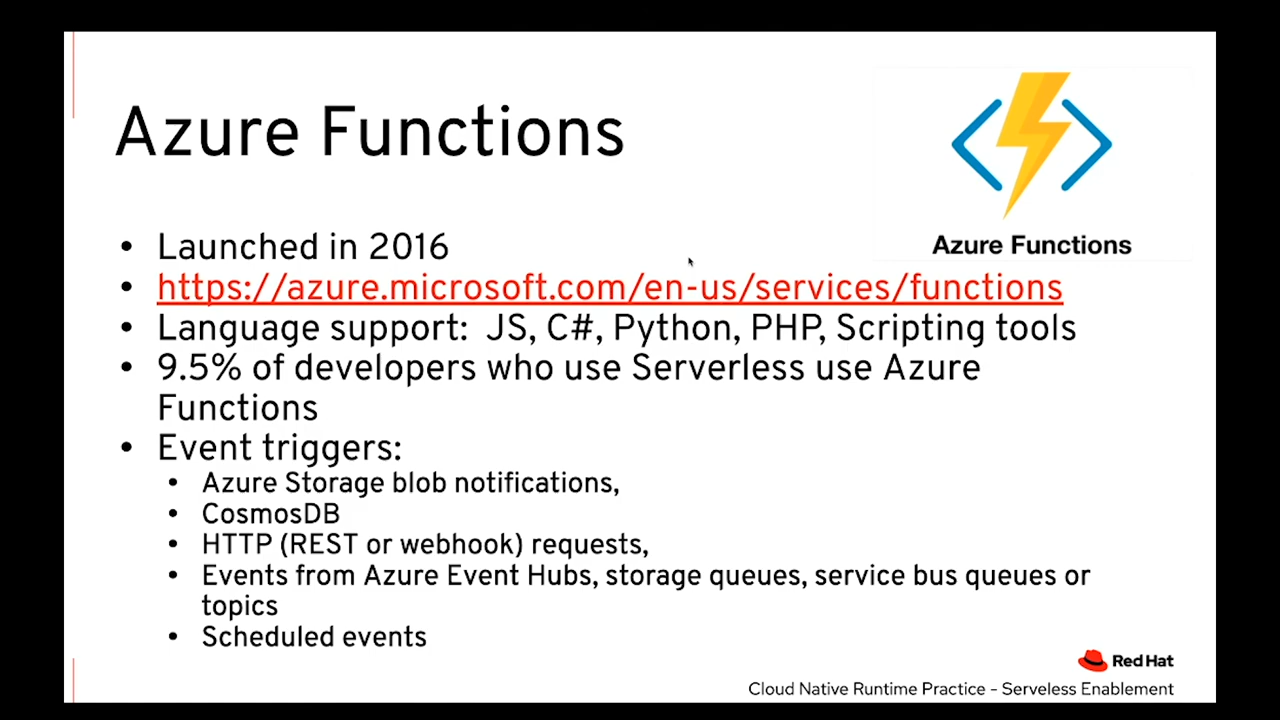 Azure Functions
Azure Functions
• Launched in 2016
• https://azure.microsoft.com/en-us/services/functions
• Language support:  JS, C#, Python, PHP, Scripting tools
• 9.5% of developers who use Serverless use Azure
Functions
• Event triggers:
• Azure Storage blob notifications,
• CosmosDB
• HTTP (REST or webhook) requests,
• Events from Azure Event Hubs, storage queues, service bus queues or
topics
• Scheduled events
Red Hat
Cloud Native Runtime Practice - Serveless Enablement